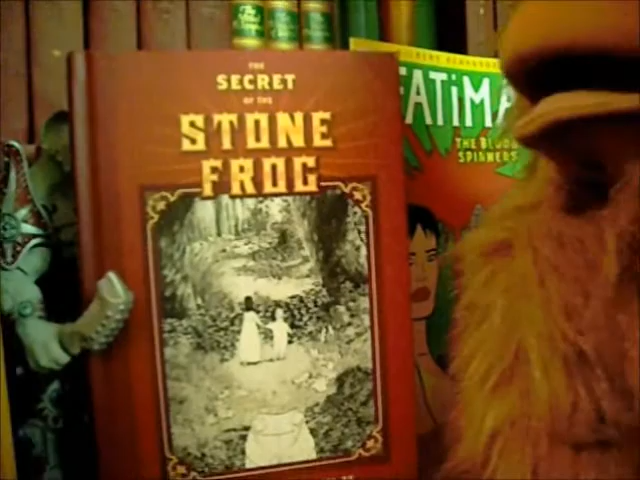 THE
SECRET
OF THE
STONE
FROG
FATIMA
THE BLOOD
SPINNERS